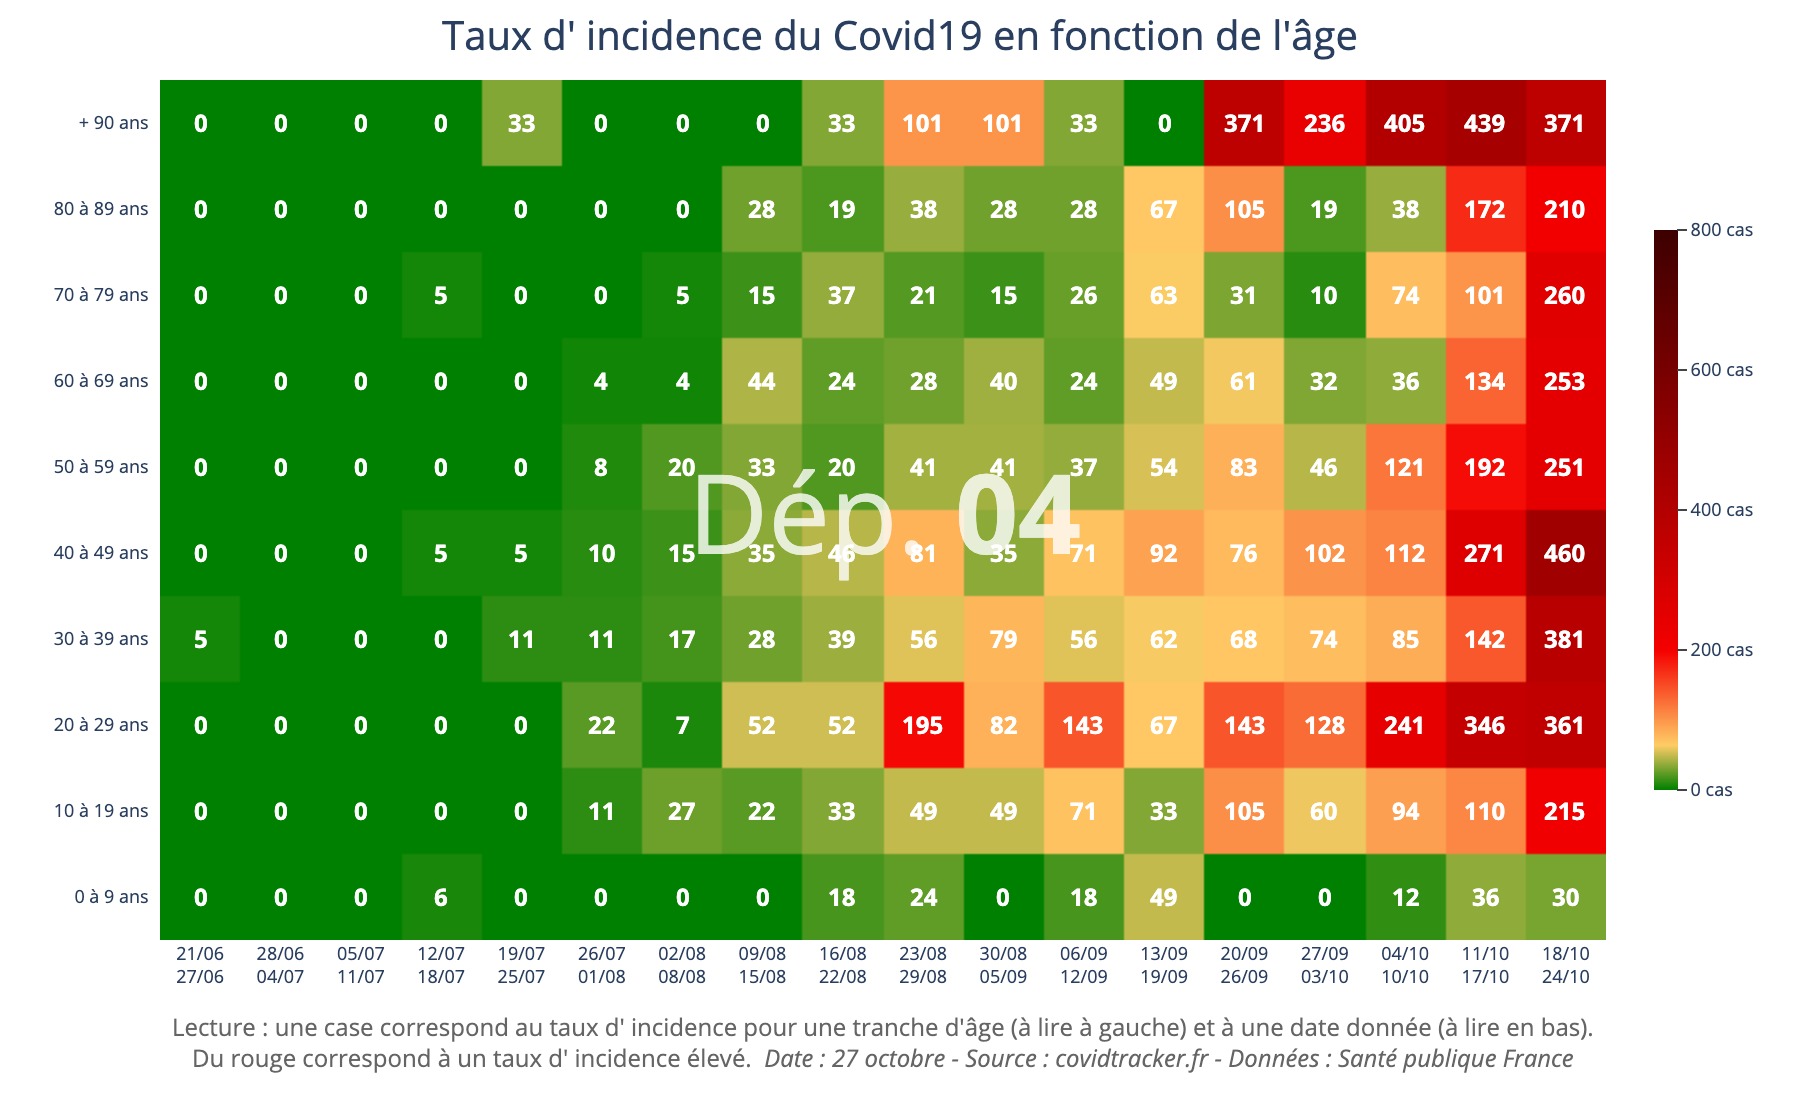 Taux d' incidence du Covid19 en fonction de l'âge
+ 90 ans 0 0 0 0 33 0 0 0 33 101 101 33 0 371 236 405 439 371
80 à 89 ans 0 0 0 0 0 0 0 28 19 38 28 28 67 105 19 38 172 210
800 cas
70 à 79 ans 0 0 0 5 0 0 5 15 37 21 15 26 63 31 10 74 101 260
60 à 69 ans 0 0 0 0 0 4 4 44 24 28 40 24 49 61 32 36 134 253
600 cas
50 à 59 ans 0 0 0 0 0 8 20 33 20 41 41 37 54 83 46 121 192 251
Dép. 04
400 cas
40 à 49 ans 0 0 0 5 5 10 15 35 46 81 35 71 92 76 102 112 271 460
30 à 39 ans 5 0 0 0 11 11 17 28 39 56 79 56 62 68 74 85 142 381
200 cas
20 à 29 ans 0 0 0 0 0 22 7 52 52 195 82 143 67 143 128 241 346 361
0 cas
10 à 19 ans 0 0 0 0 0 11 27 22 33 49 49 71 33 105 60 94 110 215
0 à 9 ans 0 0 0 6 0 0 0 0 18 24 0 18 49 0 0 12 36 30
21/06 28/06 05/07 12/07 19/07 26/07 02/08 09/08 16/08 23/08 30/08 06/09 13/09 20/09 27/09 04/10 11/10 18/10
27/06 04/07 11/07 18/07 25/07 01/08 08/08 15/08 22/08 29/08 05/09 12/09 19/09 26/09 03/10 10/10 17/10 24/10
Lecture : une case correspond au taux d' incidence pour une tranche d'âge (à lire à gauche) et à une date donnée (à lire en bas).
Du rouge correspond à un taux d' incidence élevé. Date : 27 octobre - Source : covidtracker.fr - Données : Santé publique France